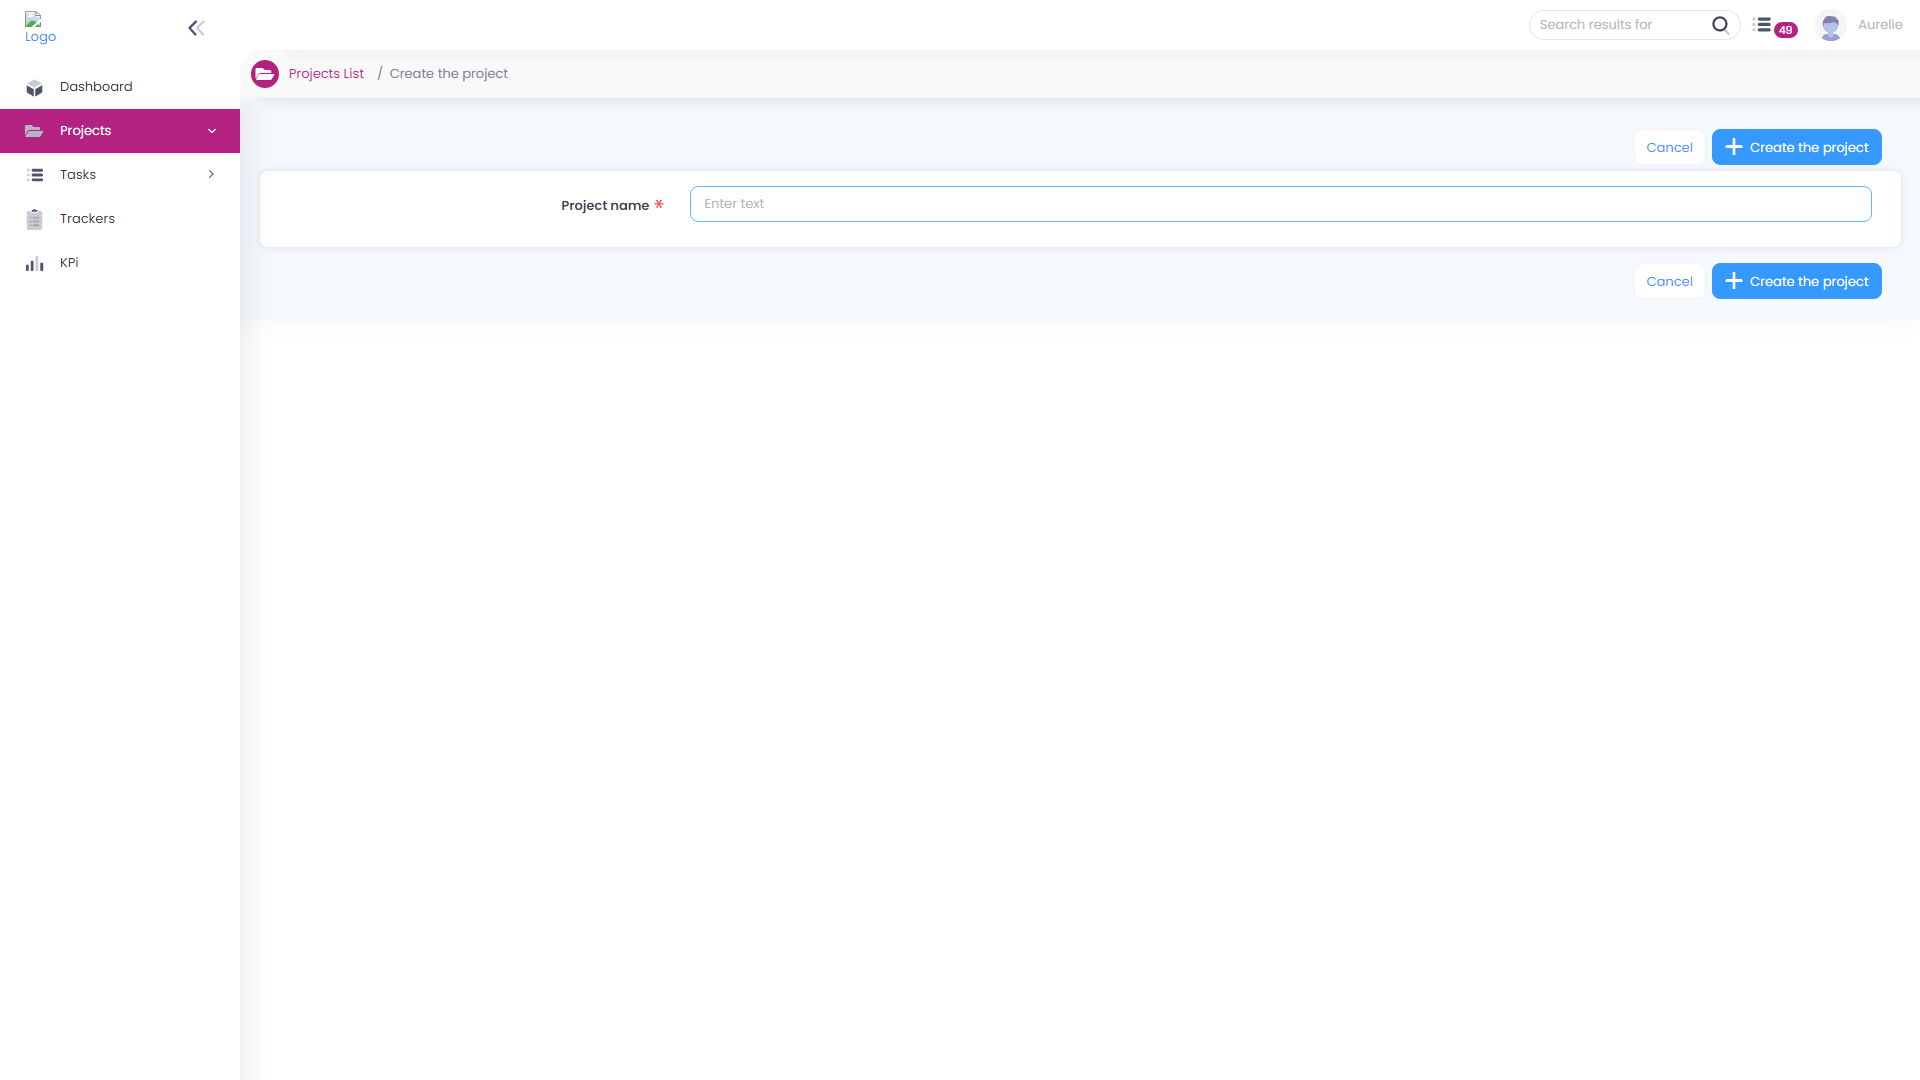 Logo
Search results for
49
Aurelie
Dashboard
Projects
Tasks
Trackers
KPi
Projects List / Create the project
Cancel
Create the project
Project name *
Enter text
Cancel
Create the project